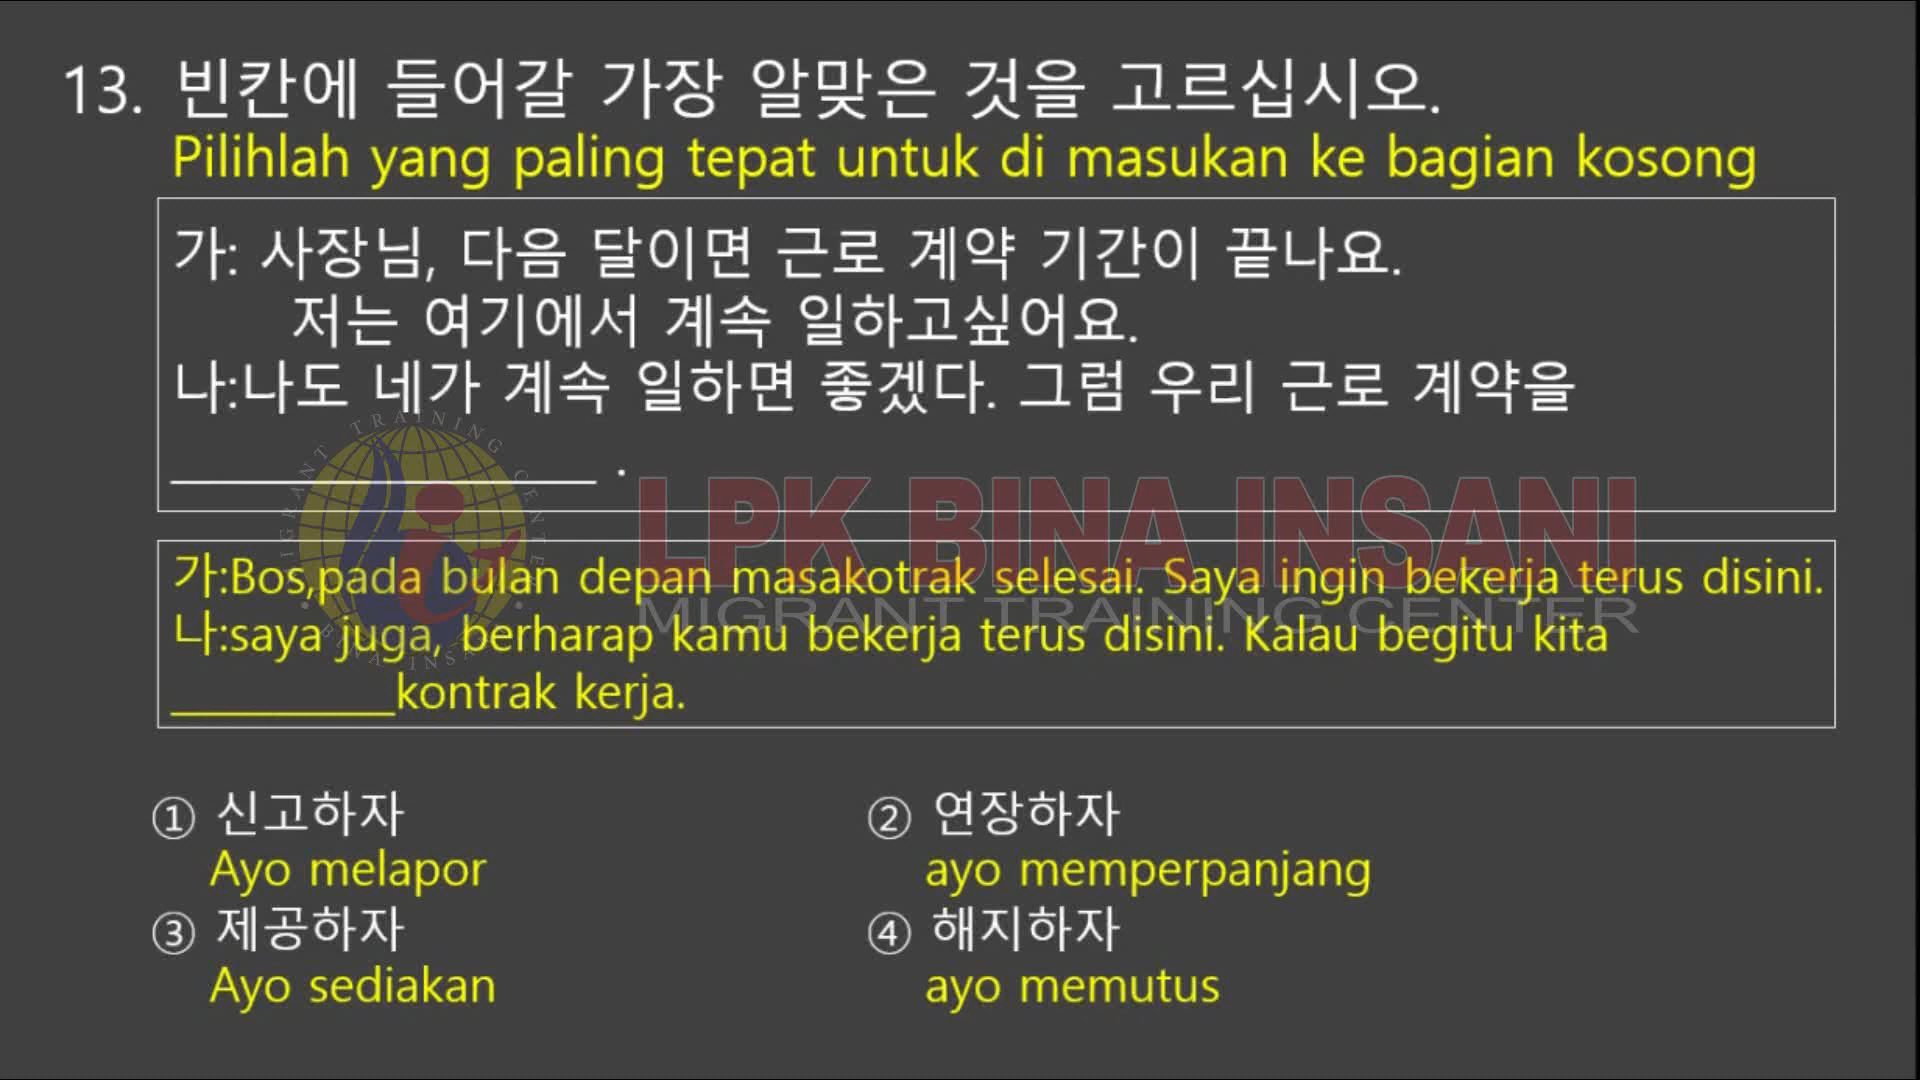 13. 빈칸에 들어갈 가장 알맞은 것을 고르십시오.
Pilihlah yang paling tepat untuk di masukan ke bagian kosong
가: 사장님, 다음 달이면 근로 계약 기간이 끝나요.
저는 여기에서 계속 일하고싶어요.
나:나도 네가 계속 일하면 좋겠다. 그럼 우리 근로 계약을
________________ .
MIGRANT TRAINING CENTER
BINA INSANI
LPK BINA INSANI
MIGRANT TRAINING CENTER
가:Bos,pada bulan depan masakotrak selesai. Saya ingin bekerja terus disini.
나:saya juga, berharap kamu bekerja terus disini. Kalau begitu kita
_________kontrak kerja.
① 신고하자
Ayo melapor
② 연장하자
ayo memperpanjang
③ 제공하자
Ayo sediakan
④ 해지하자
ayo memutus